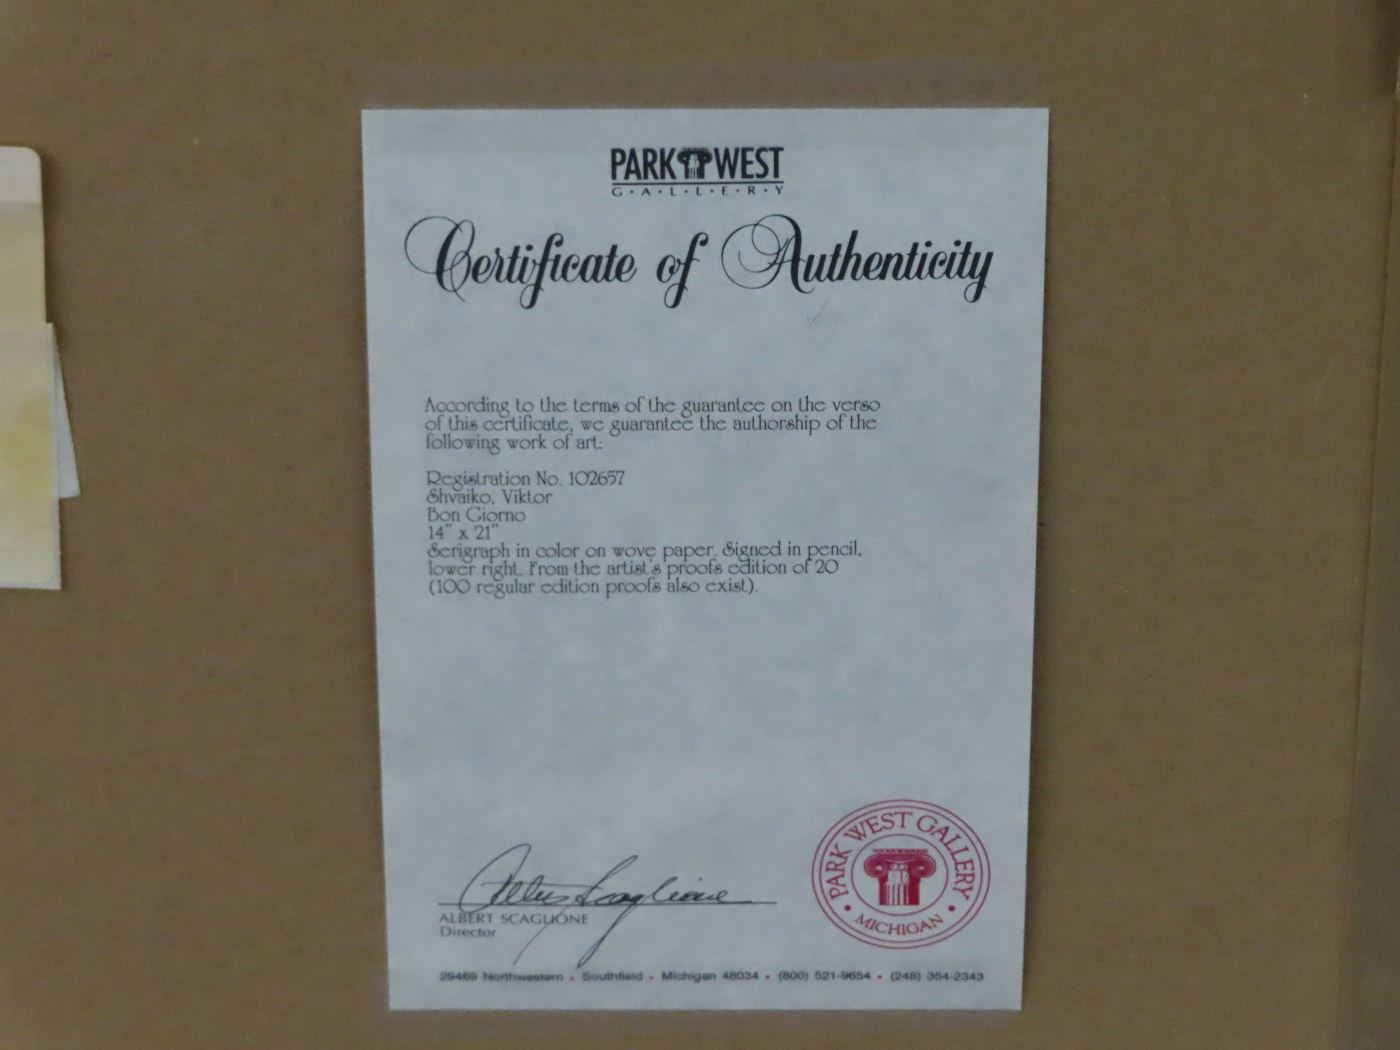 PARK WEST
G·A·L·L·E·R·Y
Certificate of Authenticity
According to the terms of the guarantee on the verso
of this certificate, we guarantee the authorship of the
following work of art:
Registration No. 102657
Shvaiko, Viktor
Bon Giorno
14" x 21"
Serigraph in color on wove paper. Signed in pencil,
lower right. From the artist's proofs edition of 20
(100 regular edition proofs also exist).
Albert Scaglione
ALBERT SCAGLIONE
Director
PARK WEST GALLERY
• MICHIGAN •
29469 Northwestern • Southfield • Michigan 48034 • (800) 521-9654 • (248) 354-2343